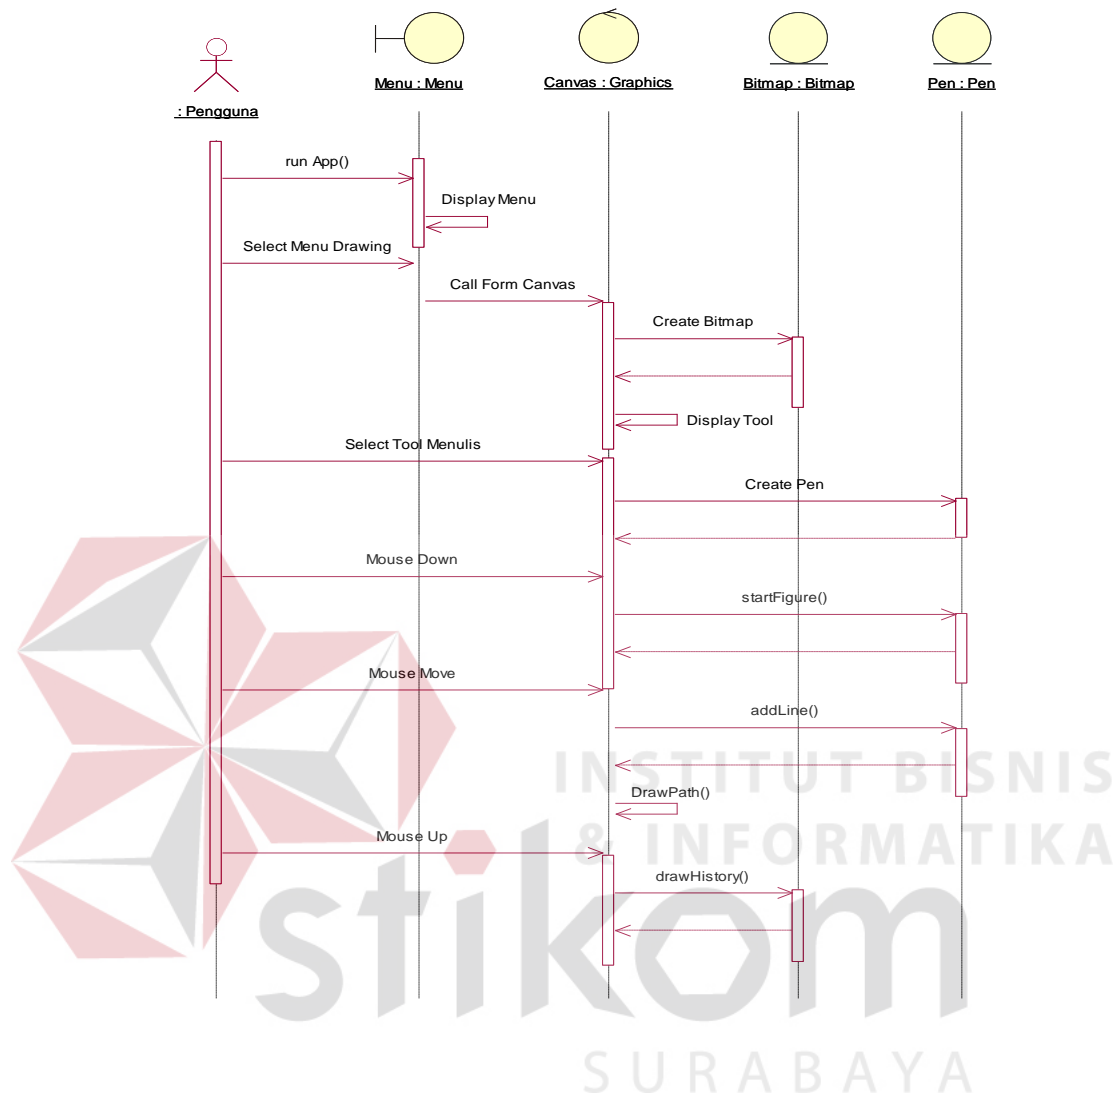 : Pengguna
Menu : Menu
Canvas : Graphics
Bitmap : Bitmap
Pen : Pen
run App()
Display Menu
Select Menu Drawing
Call Form Canvas
Create Bitmap
Display Tool
Select Tool Menulis
Create Pen
Mouse Down
startFigure()
Mouse Move
addLine()
DrawPath()
Mouse Up
drawHistory()
INSTITUT BISNIS
& INFORMATIKA
stikom
SURABAYA